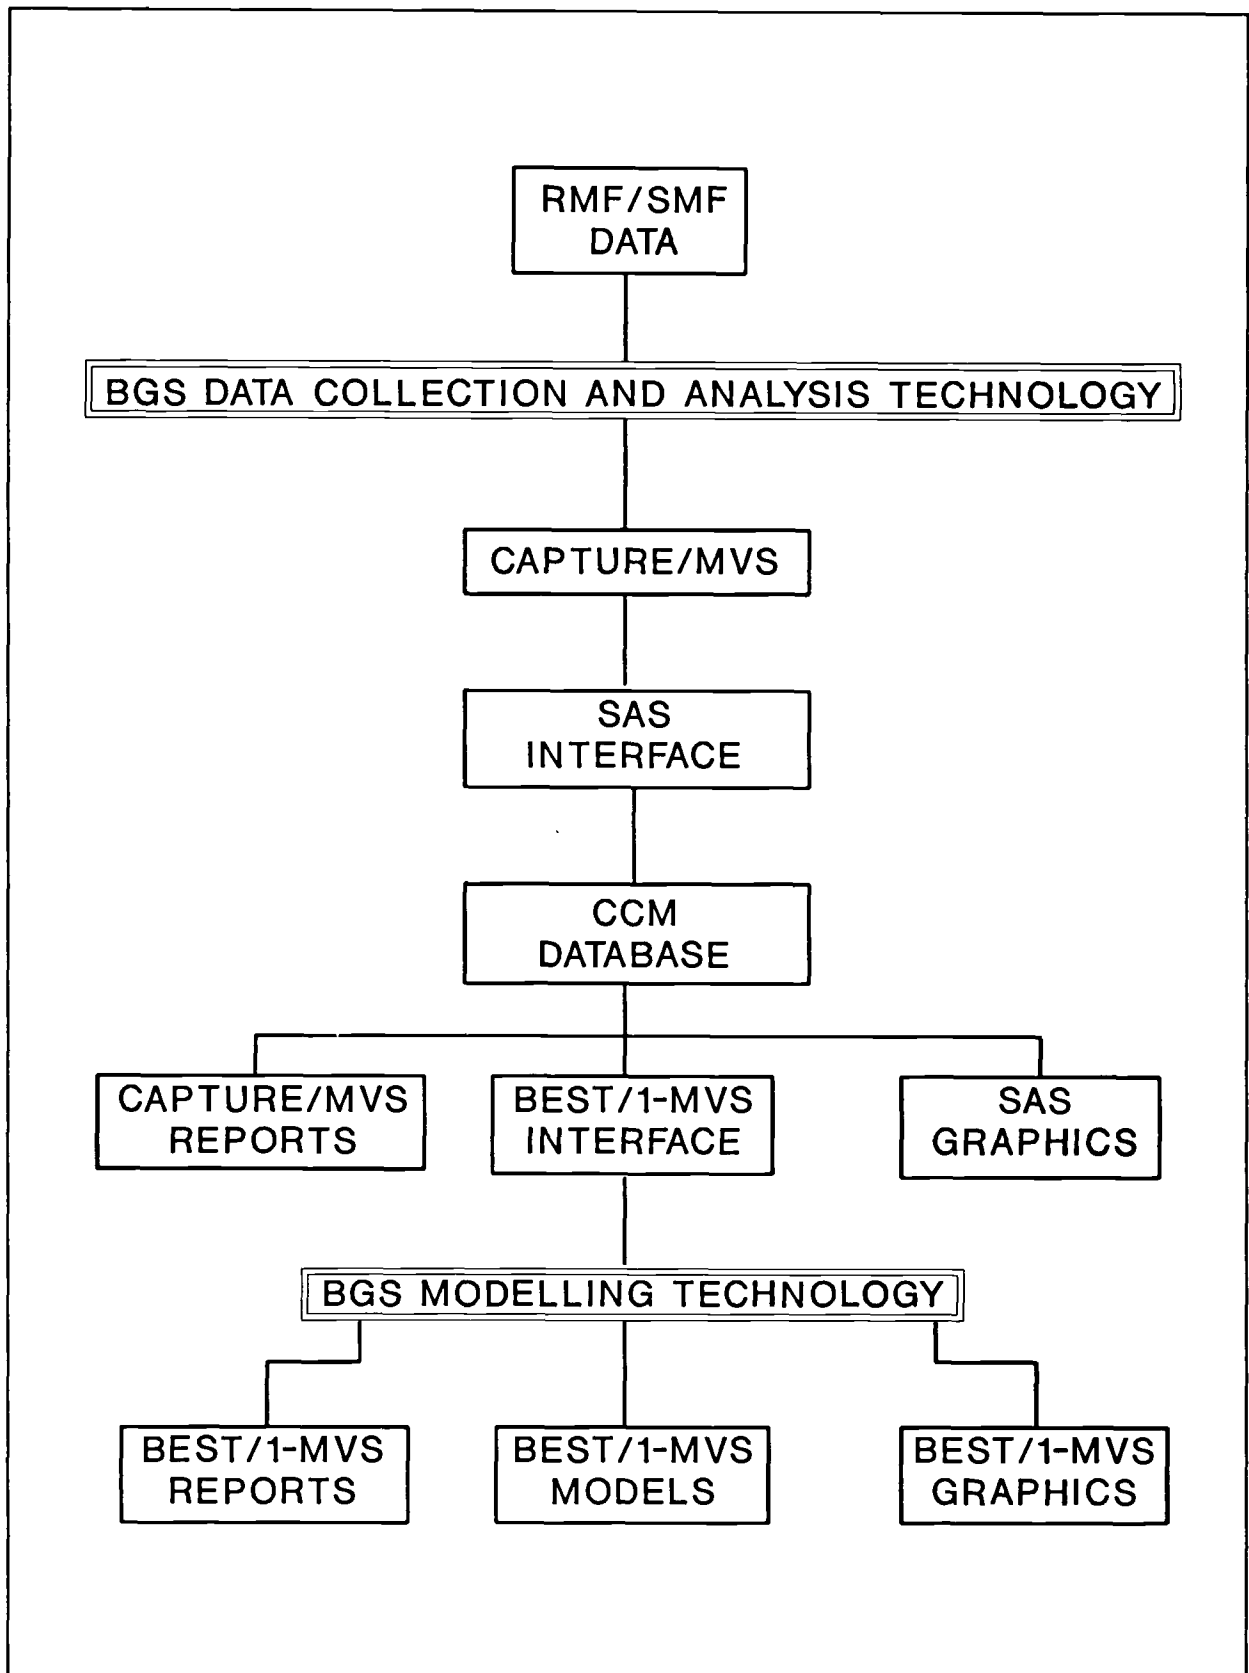 RMF/SMF
DATA
BGS DATA COLLECTION AND ANALYSIS TECHNOLOGY
CAPTURE/MVS
SAS
INTERFACE
CCM
DATABASE
CAPTURE/MVS
REPORTS
BEST/1-MVS
INTERFACE
SAS
GRAPHICS
BGS MODELLING TECHNOLOGY
BEST/1-MVS
REPORTS
BEST/1-MVS
MODELS
BEST/1-MVS
GRAPHICS